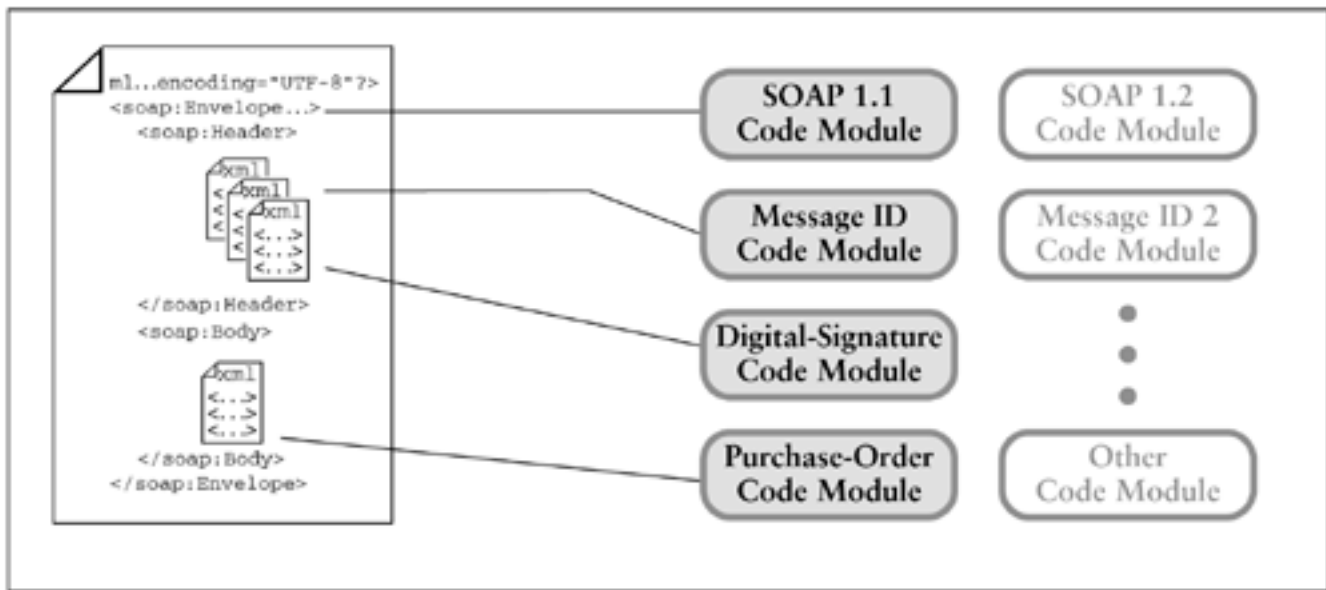 ml...encoding="UTF-8"?>
<soap:Envelope...>
<soap:Header>
xml
<
<
<
xml
<
<
<
xml
<...>
<...>
<...>
</soap:Header>
<soap:Body>
xml
<...>
<...>
<...>
</soap:Body>
</soap:Envelope>
SOAP 1.1
Code Module
SOAP 1.2
Code Module
Message ID
Code Module
Message ID 2
Code Module
Digital-Signature
Code Module
Purchase-Order
Code Module
Other
Code Module